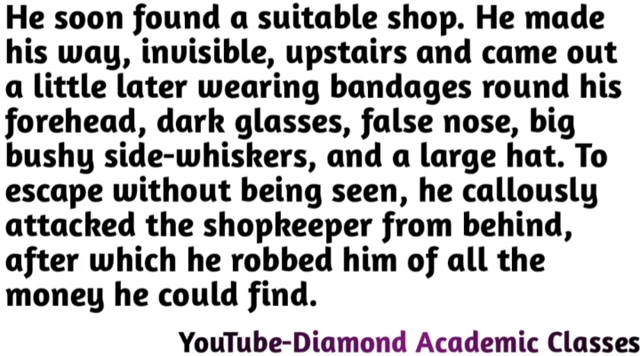 He soon found a suitable shop. He made
his way, invisible, upstairs and came out
a little later wearing bandages round his
forehead, dark glasses, false nose, big
bushy side-whiskers, and a large hat. To
escape without being seen, he callously
attacked the shopkeeper from behind,
after which he robbed him of all the
money he could find.
YouTube-Diamond Academic Classes